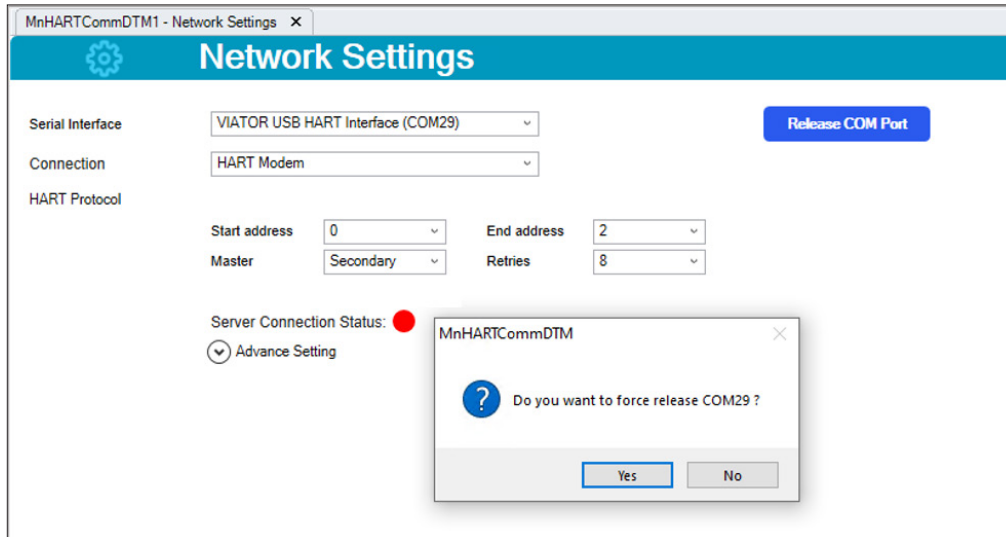 MnHARTCommDTM1 - Network Settings X
Network Settings
Serial Interface VIATOR USB HART Interface (COM29) Release COM Port
Connection HART Modem
HART Protocol
Start address 0 End address 2
Master Secondary Retries 8
Server Connection Status:
Advance Setting
MnHARTCommDTM
Do you want to force release COM29 ?
Yes No